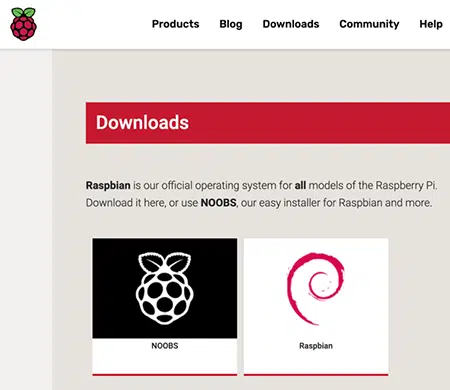 Products Blog Downloads Community Help
Downloads
Raspbian is our official operating system for all models of the Raspberry Pi.
Download it here, or use NOOBS, our easy installer for Raspbian and more.
NOOBS Raspbian